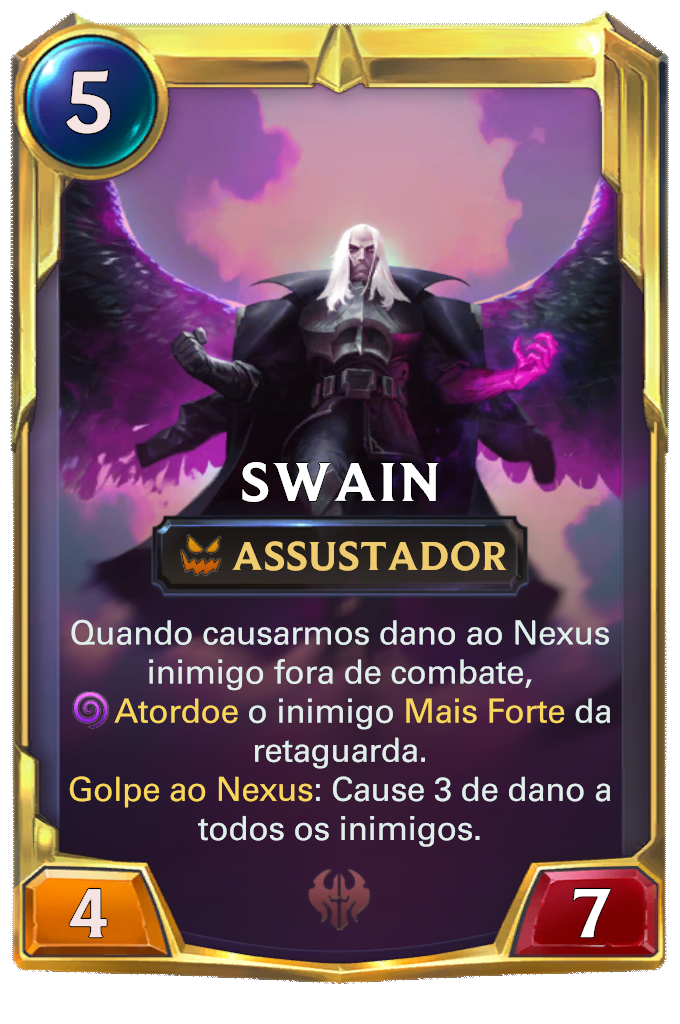 5
SWAIN
ASSUSTADOR
Quando causarmos dano ao Nexus
inimigo fora de combate,
Atordoe o inimigo Mais Forte da
retaguarda.
Golpe ao Nexus: Cause 3 de dano a
todos os inimigos.
4
7